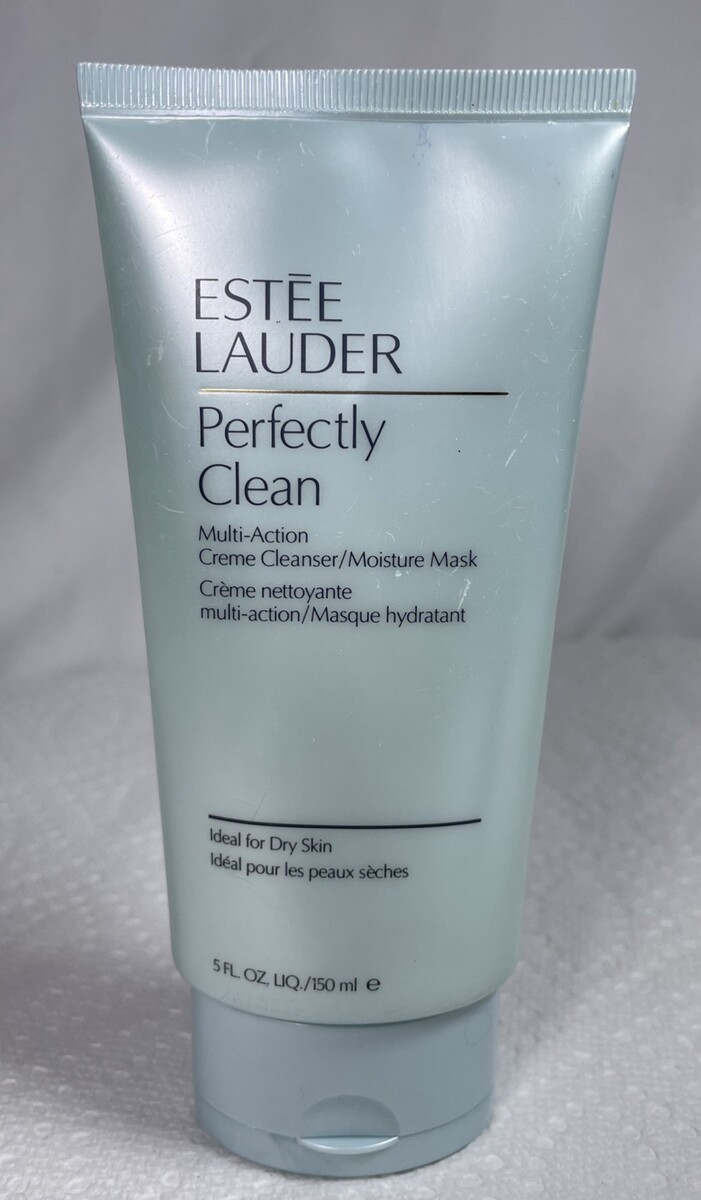 ESTĒE
LAUDER
Perfectly
Clean
Multi-Action
Creme Cleanser/Moisture Mask
Crème nettoyante
multi-action/Masque hydratant
Ideal for Dry Skin
Idéal pour les peaux sèches
5 FL. OZ. LIQ./150 ml ℮